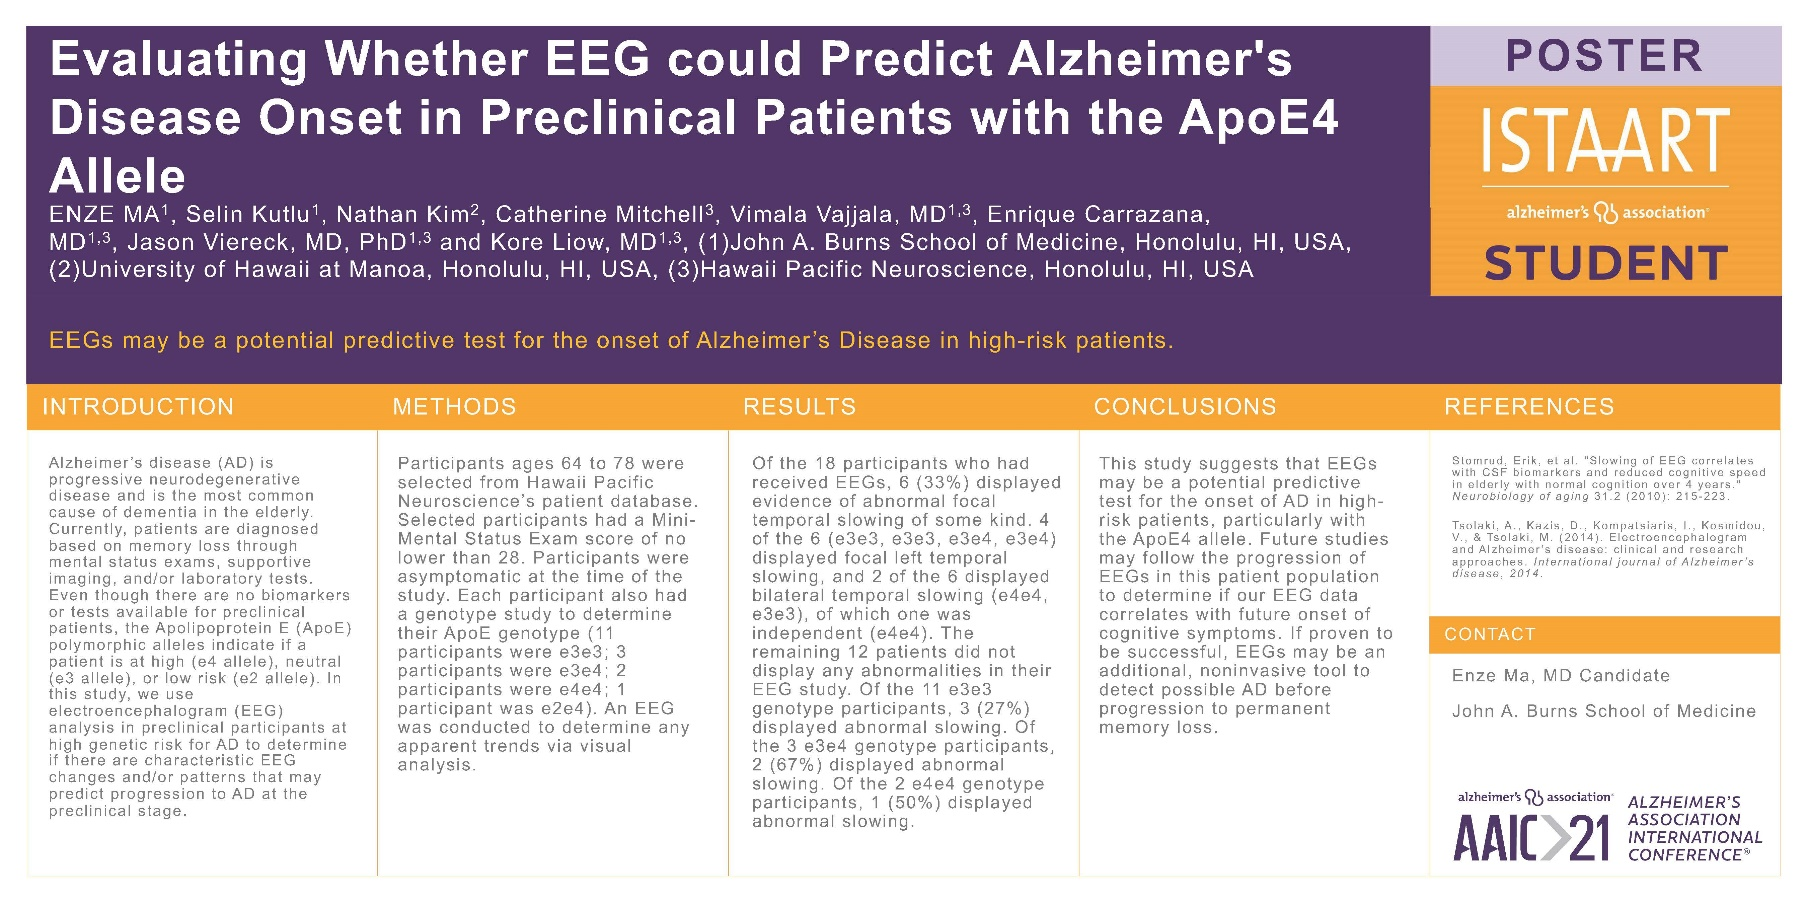 Evaluating Whether EEG could Predict Alzheimer's
Disease Onset in Preclinical Patients with the ApoE4
Allele
ENZE MA¹, Selin Kutlu¹, Nathan Kim², Catherine Mitchell³, Vimala Vajjala, MD¹,³, Enrique Carrazana,
MD¹,³, Jason Viereck, MD, PhD¹,³ and Kore Liow, MD¹,³, (1)John A. Burns School of Medicine, Honolulu, HI, USA,
(2)University of Hawaii at Manoa, Honolulu, HI, USA, (3)Hawaii Pacific Neuroscience, Honolulu, HI, USA
EEGs may be a potential predictive test for the onset of Alzheimer’s Disease in high-risk patients.
POSTER
ISTAART
alzheimer's association®
STUDENT
INTRODUCTION
Alzheimer’s disease (AD) is
progressive neurodegenerative
disease and is the most common
cause of dementia in the elderly.
Currently, patients are diagnosed
based on memory loss through
mental status exams, supportive
imaging, and/or laboratory tests.
Even though there are no biomarkers
or tests available for preclinical
patients, the Apolipoprotein E (ApoE)
polymorphic alleles indicate if a
patient is at high (e4 allele), neutral
(e3 allele), or low risk (e2 allele). In
this study, we use
electroencephalogram (EEG)
analysis in preclinical participants at
high genetic risk for AD to determine
if there are characteristic EEG
changes and/or patterns that may
predict progression to AD at the
preclinical stage.
METHODS
Participants ages 64 to 78 were
selected from Hawaii Pacific
Neuroscience’s patient database.
Selected participants had a Mini-
Mental Status Exam score of no
lower than 28. Participants were
asymptomatic at the time of the
study. Each participant also had
a genotype study to determine
their ApoE genotype (11
participants were e3e3; 3
participants were e3e4; 2
participants were e4e4; 1
participant was e2e4). An EEG
was conducted to determine any
apparent trends via visual
analysis.
RESULTS
Of the 18 participants who had
received EEGs, 6 (33%) displayed
evidence of abnormal focal
temporal slowing of some kind. 4
of the 6 (e3e3, e3e3, e3e4, e3e4)
displayed focal left temporal
slowing, and 2 of the 6 displayed
bilateral temporal slowing (e4e4,
e3e3), of which one was
independent (e4e4). The
remaining 12 patients did not
display any abnormalities in their
EEG study. Of the 11 e3e3
genotype participants, 3 (27%)
displayed abnormal slowing. Of
the 3 e3e4 genotype participants,
2 (67%) displayed abnormal
slowing. Of the 2 e4e4 genotype
participants, 1 (50%) displayed
abnormal slowing.
CONCLUSIONS
This study suggests that EEGs
may be a potential predictive
test for the onset of AD in high-
risk patients, particularly with
the ApoE4 allele. Future studies
may follow the progression of
EEGs in this patient population
to determine if our EEG data
correlates with future onset of
cognitive symptoms. If proven to
be successful, EEGs may be an
additional, noninvasive tool to
detect possible AD before
progression to permanent
memory loss.
REFERENCES
Stomrud, Erik, et al. "Slowing of EEG correlates
with CSF biomarkers and reduced cognitive speed
in elderly with normal cognition over 4 years."
Neurobiology of aging 31.2 (2010): 215-223.
Tsolaki, A., Kazis, D., Kompatsiaris, I., Kosmidou,
V., & Tsolaki, M. (2014). Electroencephalogram
and Alzheimer's disease: clinical and research
approaches. International journal of Alzheimer's
disease, 2014.
CONTACT
Enze Ma, MD Candidate
John A. Burns School of Medicine
alzheimer's association®
AAIC>21
ALZHEIMER'S
ASSOCIATION
INTERNATIONAL
CONFERENCE®